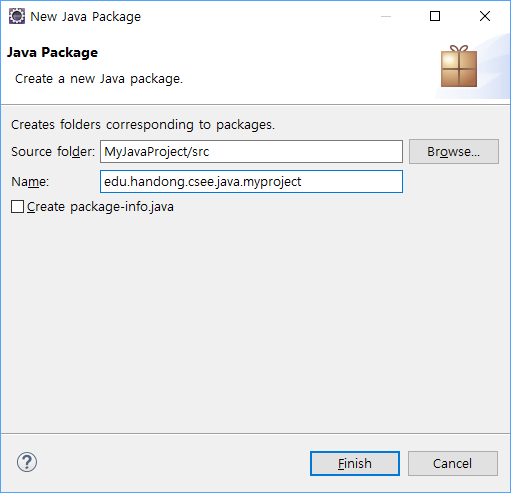 New Java Package
Java Package
Create a new Java package.
Creates folders corresponding to packages.
Source folder: MyJavaProject/src Browse...
Name: edu.handong.csee.java.myproject
Create package-info.java
? Finish Cancel